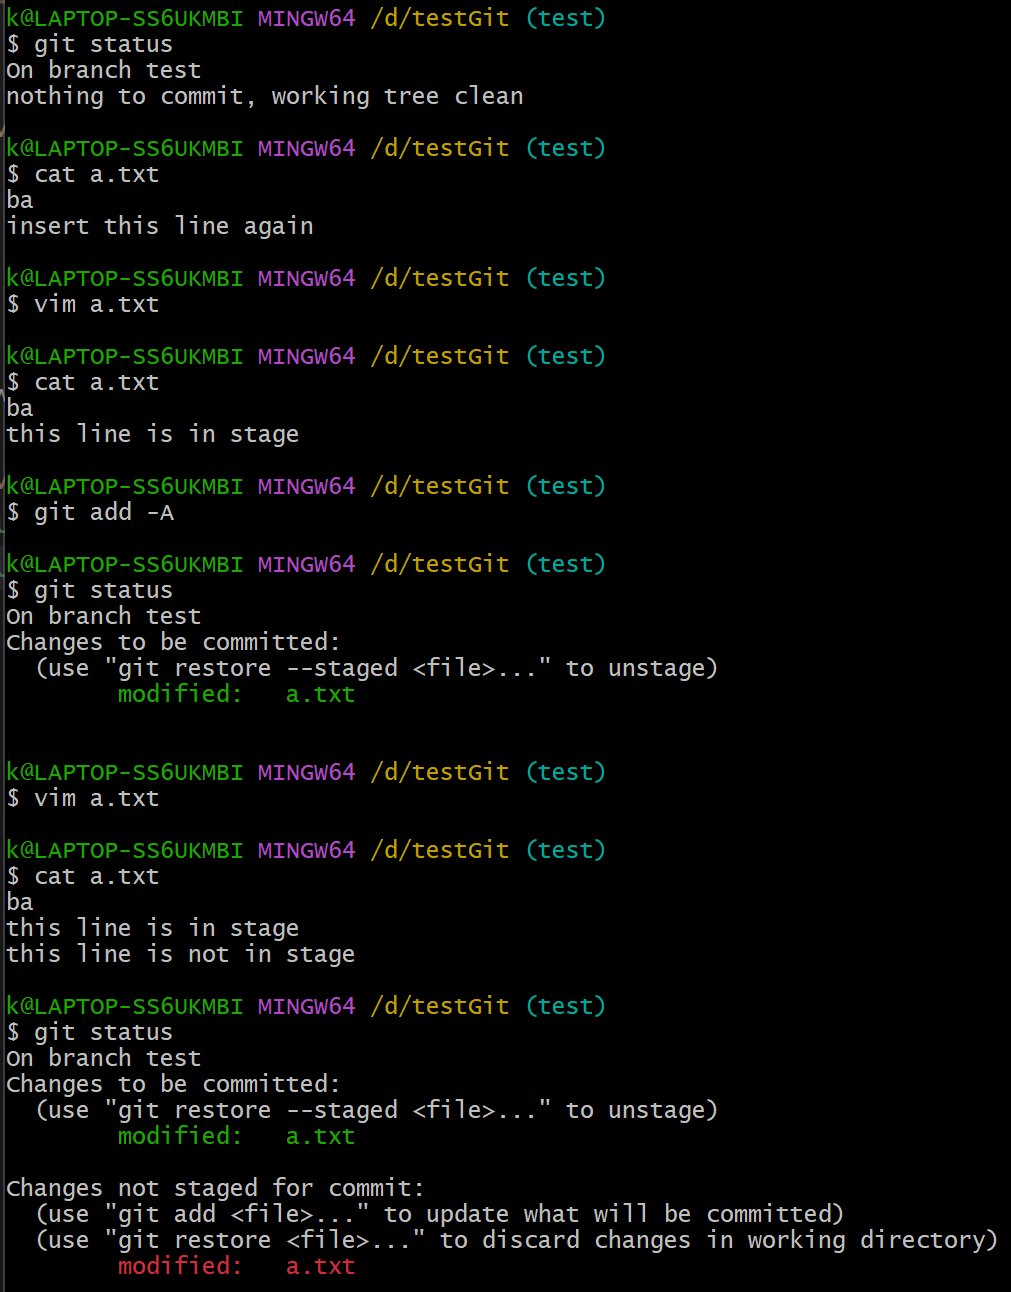 k@LAPTOP-SS6UKMBI MINGW64 /d/testGit (test)
$ git status
On branch test
nothing to commit, working tree clean
k@LAPTOP-SS6UKMBI MINGW64 /d/testGit (test)
$ cat a.txt
ba
insert this line again
k@LAPTOP-SS6UKMBI MINGW64 /d/testGit (test)
$ vim a.txt
k@LAPTOP-SS6UKMBI MINGW64 /d/testGit (test)
$ cat a.txt
ba
this line is in stage
k@LAPTOP-SS6UKMBI MINGW64 /d/testGit (test)
$ git add -A
k@LAPTOP-SS6UKMBI MINGW64 /d/testGit (test)
$ git status
On branch test
Changes to be committed:
  (use "git restore --staged <file>..." to unstage)
        modified:   a.txt
k@LAPTOP-SS6UKMBI MINGW64 /d/testGit (test)
$ vim a.txt
k@LAPTOP-SS6UKMBI MINGW64 /d/testGit (test)
$ cat a.txt
ba
this line is in stage
this line is not in stage
k@LAPTOP-SS6UKMBI MINGW64 /d/testGit (test)
$ git status
On branch test
Changes to be committed:
  (use "git restore --staged <file>..." to unstage)
        modified:   a.txt
Changes not staged for commit:
  (use "git add <file>..." to update what will be committed)
  (use "git restore <file>..." to discard changes in working directory)
        modified:   a.txt